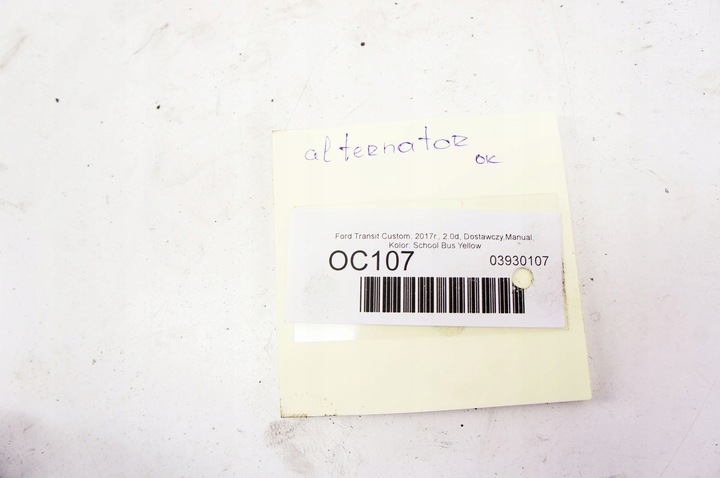 alternator
OK
Ford Transit Custom, 2017r., 2.0d, Dostawczy,Manual,
Kolor: School Bus Yellow
OC107 03930107